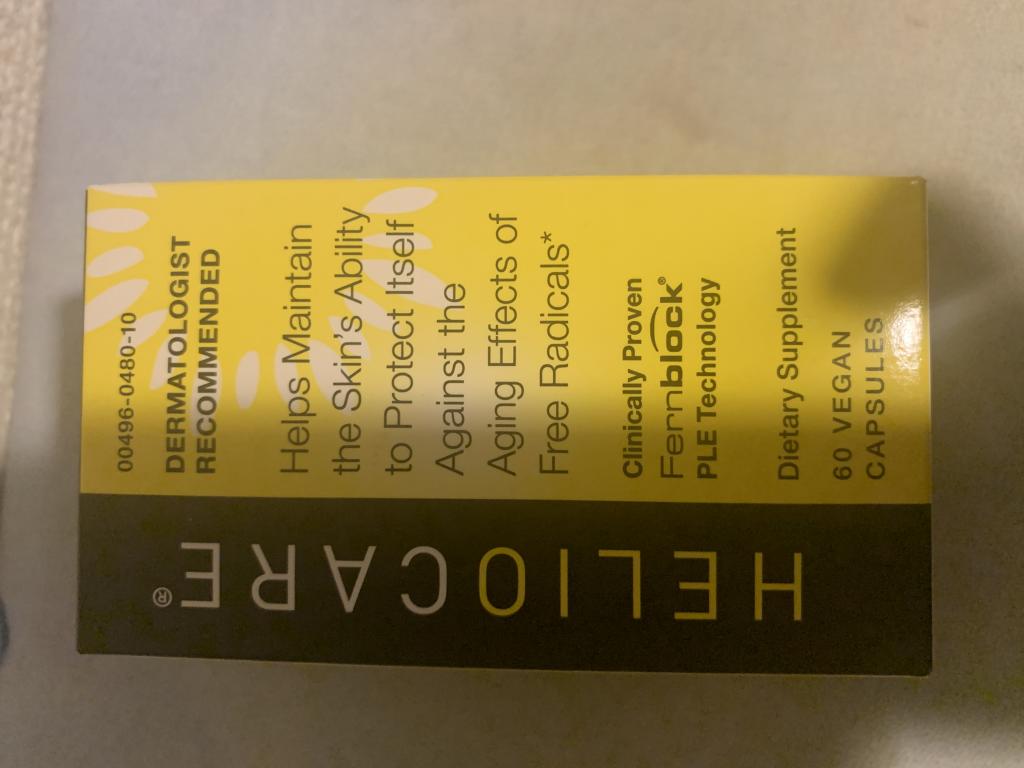 00496-0480-10
DERMATOLOGIST
RECOMMENDED
Helps Maintain
the Skin's Ability
to Protect Itself
Against the
Aging Effects of
Free Radicals*
Clinically Proven
Fernblock®
PLE Technology
Dietary Supplement
60 VEGAN
CAPSULES
HELIOCARE®